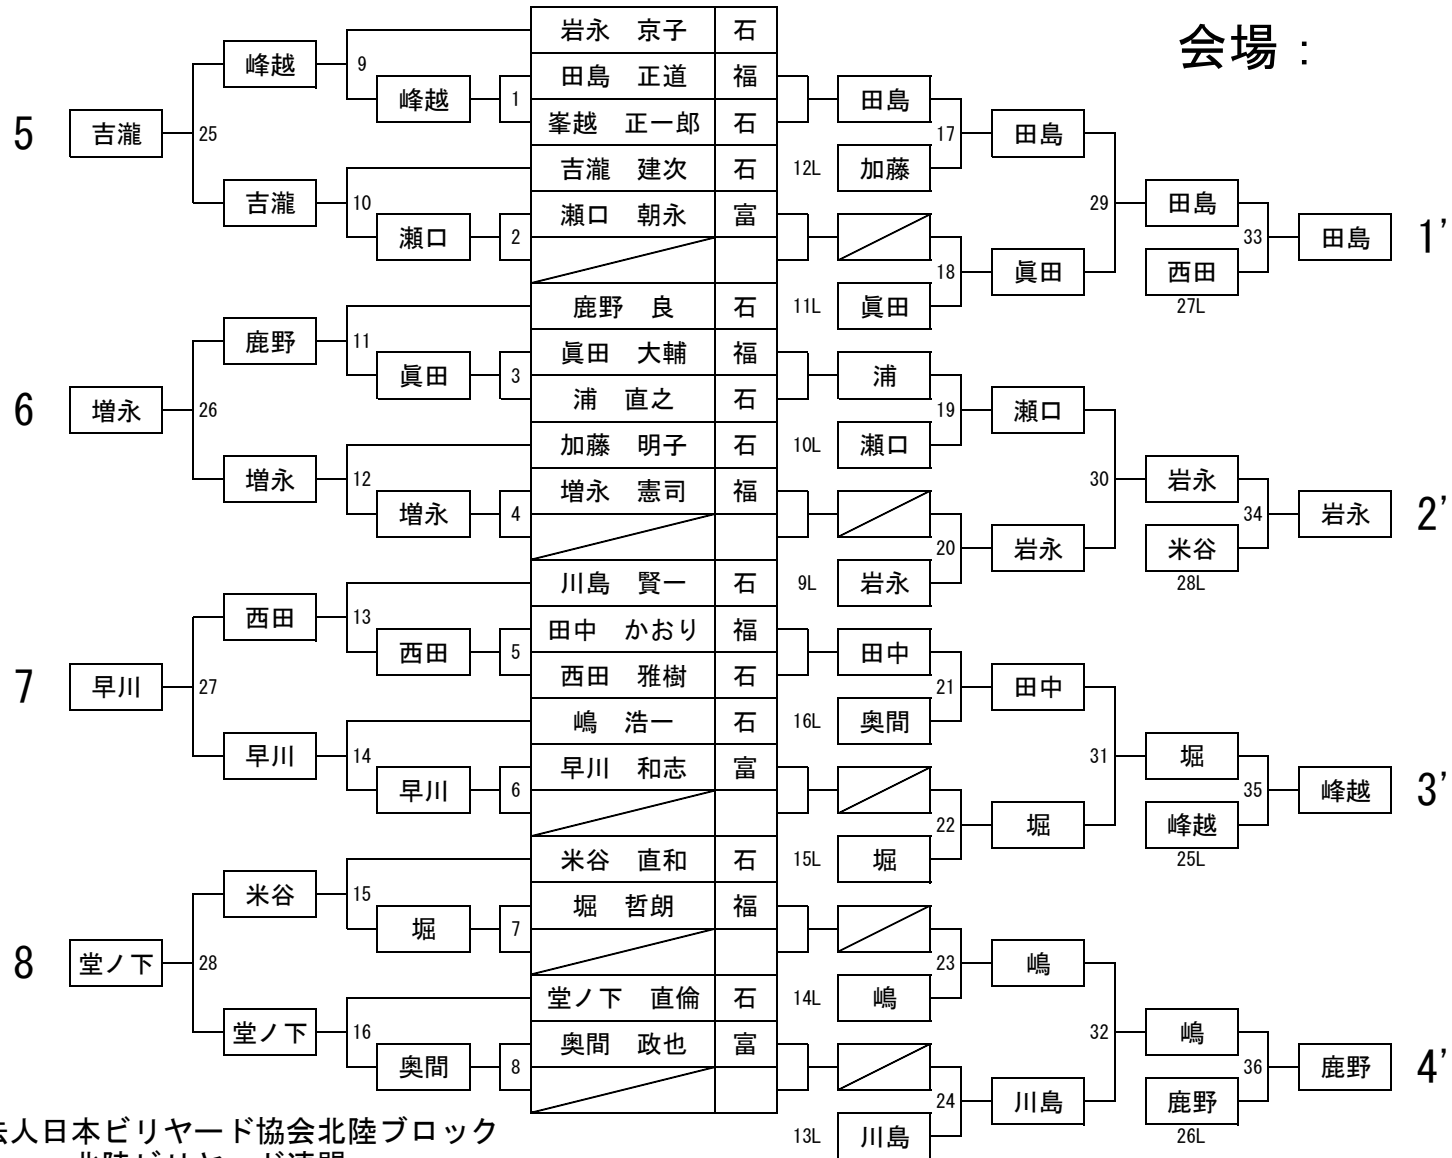 会場：
岩永　京子　石
田島　正道　福
峯越　正一郎　石
吉瀧　建次　石
瀬口　朝永　富
鹿野　良　石
眞田　大輔　福
浦　直之　石
加藤　明子　石
増永　憲司　福
川島　賢一　石
田中　かおり　福
西田　雅樹　石
嶋　浩一　石
早川　和志　富
米谷　直和　石
堀　哲朗　福
堂ノ下　直倫　石
奥間　政也　富
5　吉瀧　25
峰越　9
峰越　1
吉瀧　10
瀬口　2
6　増永　26
鹿野　11
眞田　3
増永　12
増永　4
7　早川　27
西田　13
西田　5
早川　14
早川　6
8　堂ノ下　28
米谷　15
堀　7
堂ノ下　16
奥間　8
田島　17　田島
12L　加藤
29　田島　33　田島　1'
18　眞田　西田
11L　眞田　27L
浦　19　瀬口
10L　瀬口
30　岩永　34　岩永　2'
20　岩永　米谷
9L　岩永　28L
田中　21　田中
16L　奥間
31　堀　35　峰越　3'
22　堀　峰越
15L　堀　25L
23　嶋
14L　嶋
32　嶋　36　鹿野　4'
24　川島　鹿野
13L　川島　26L
法人日本ビリヤード協会北陸ブロック
北陸ビリヤード連盟